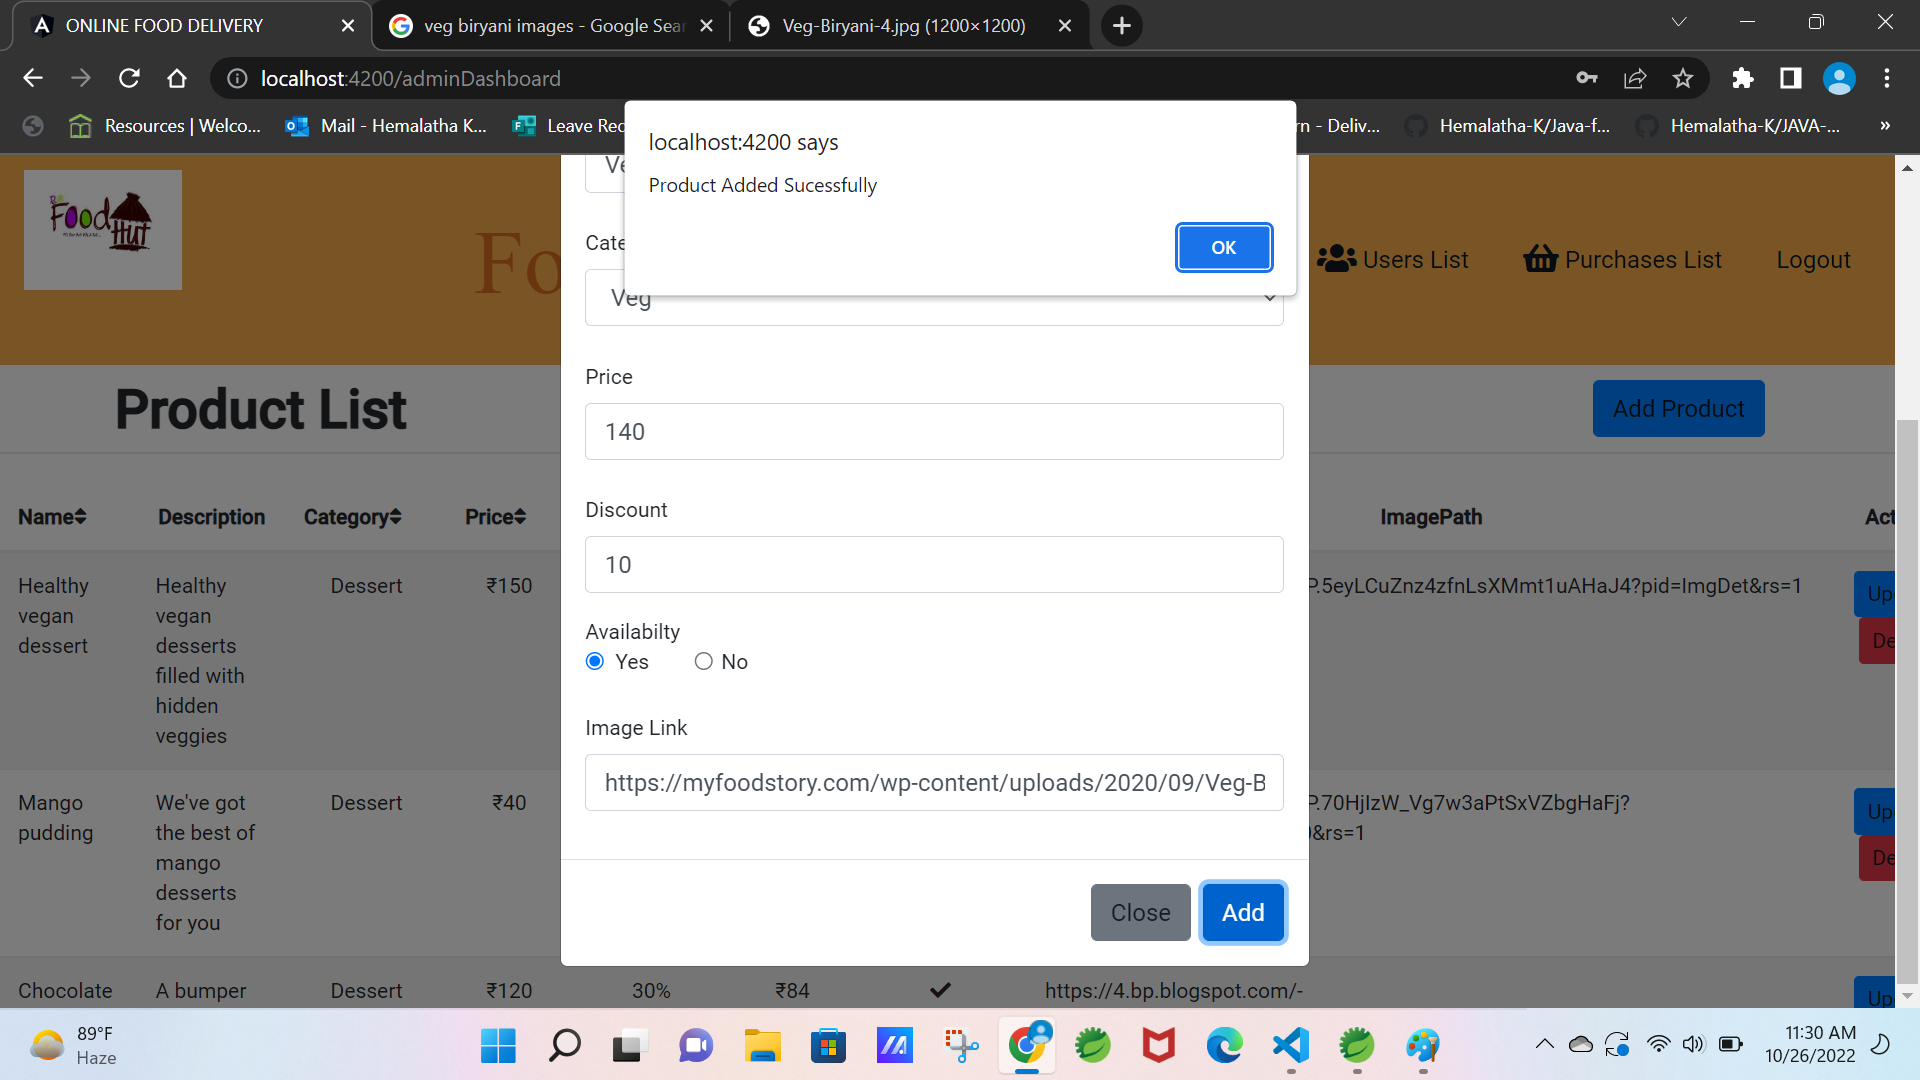 ONLINE FOOD DELIVERY
veg biryani images - Google Sear
Veg-Biryani-4.jpg (1200×1200)
localhost:4200/adminDashboard
Resources | Welco...
Mail - Hemalatha K...
Leave Rec
rn - Deliv...
Hemalatha-K/Java-f...
Hemalatha-K/JAVA-...
»
localhost:4200 says
Product Added Sucessfully
OK
Food Hut
Fo
Users List
Purchases List
Logout
Ve
Cate
Veg
Price
140
Discount
10
Availabilty
Yes
No
Image Link
https://myfoodstory.com/wp-content/uploads/2020/09/Veg-B
Close
Add
Product List
Add Product
Name
Description
Category
Price
ImagePath
Act
Healthy vegan dessert
Healthy vegan desserts filled with hidden veggies
Dessert
₹150
P.5eyLCuZnz4zfnLsXMmt1uAHaJ4?pid=ImgDet&rs=1
Up
De
Mango pudding
We've got the best of mango desserts for you
Dessert
₹40
P.70HjIzW_Vg7w3aPtSxVZbgHaFj?
&rs=1
Up
De
Chocolate
A bumper
Dessert
₹120
30%
₹84
https://4.bp.blogspot.com/-
Up
89°F
Haze
11:30 AM
10/26/2022